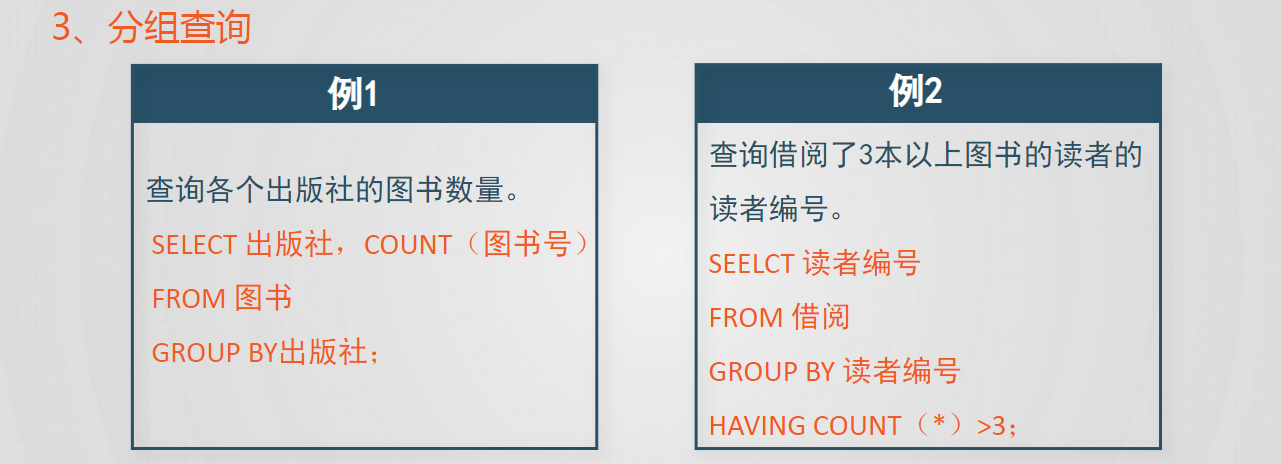 3、分组查询
例1
查询各个出版社的图书数量。
SELECT 出版社，COUNT（图书号）
FROM 图书
GROUP BY出版社；
例2
查询借阅了3本以上图书的读者的
读者编号。
SEELCT 读者编号
FROM 借阅
GROUP BY 读者编号
HAVING COUNT（*）>3；